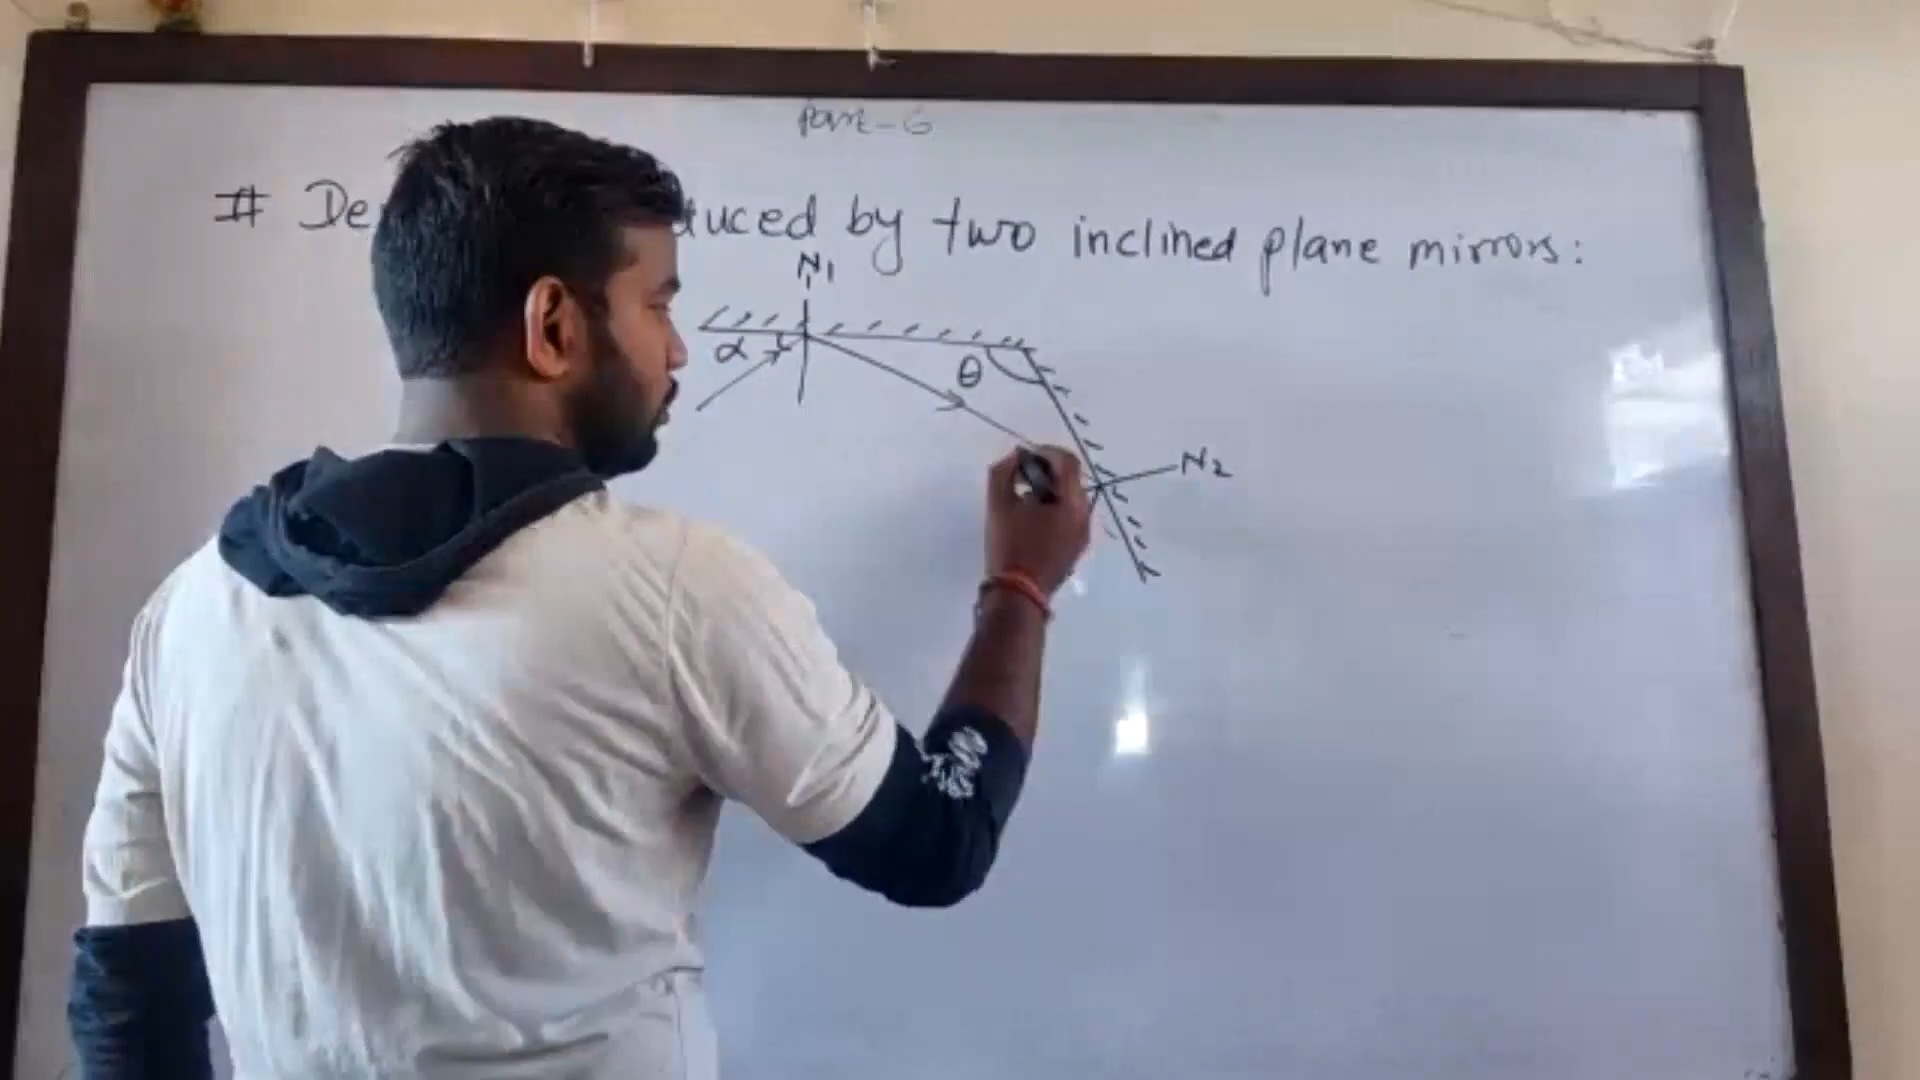 Part-6
# De duced by two inclined plane mirrors:
N1
α
θ
N2